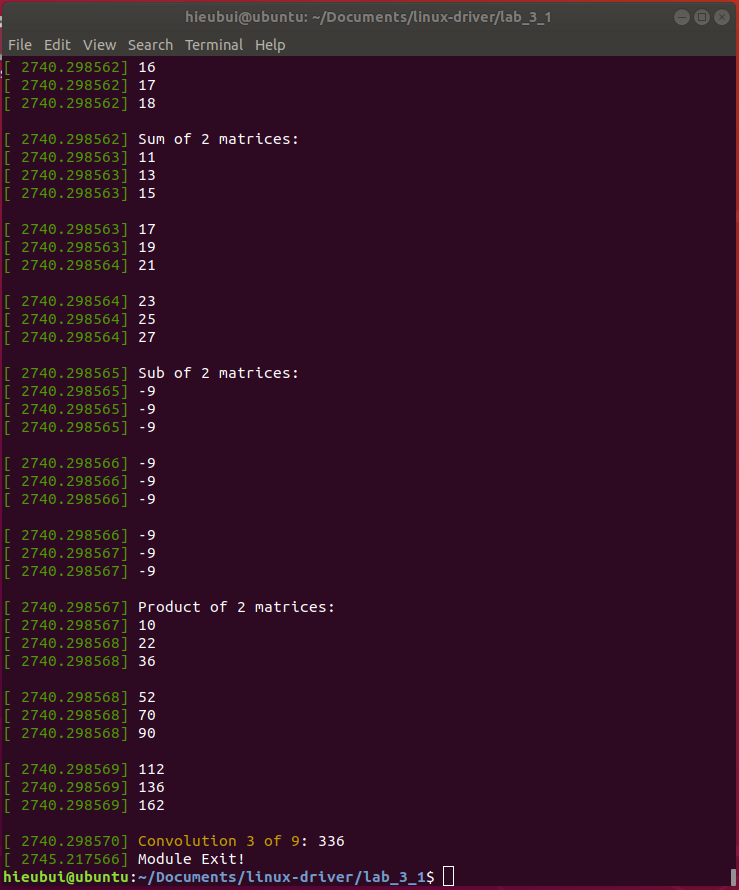 hieubui@ubuntu: ~/Documents/linux-driver/lab_3_1
File Edit View Search Terminal Help
[ 2740.298562] 16
[ 2740.298562] 17
[ 2740.298562] 18
[ 2740.298562] Sum of 2 matrices:
[ 2740.298563] 11
[ 2740.298563] 13
[ 2740.298563] 15
[ 2740.298563] 17
[ 2740.298563] 19
[ 2740.298564] 21
[ 2740.298564] 23
[ 2740.298564] 25
[ 2740.298564] 27
[ 2740.298565] Sub of 2 matrices:
[ 2740.298565] -9
[ 2740.298565] -9
[ 2740.298565] -9
[ 2740.298566] -9
[ 2740.298566] -9
[ 2740.298566] -9
[ 2740.298566] -9
[ 2740.298567] -9
[ 2740.298567] -9
[ 2740.298567] Product of 2 matrices:
[ 2740.298567] 10
[ 2740.298568] 22
[ 2740.298568] 36
[ 2740.298568] 52
[ 2740.298568] 70
[ 2740.298568] 90
[ 2740.298569] 112
[ 2740.298569] 136
[ 2740.298569] 162
[ 2740.298570] Convolution 3 of 9: 336
[ 2745.217566] Module Exit!
hieubui@ubuntu:~/Documents/linux-driver/lab_3_1$